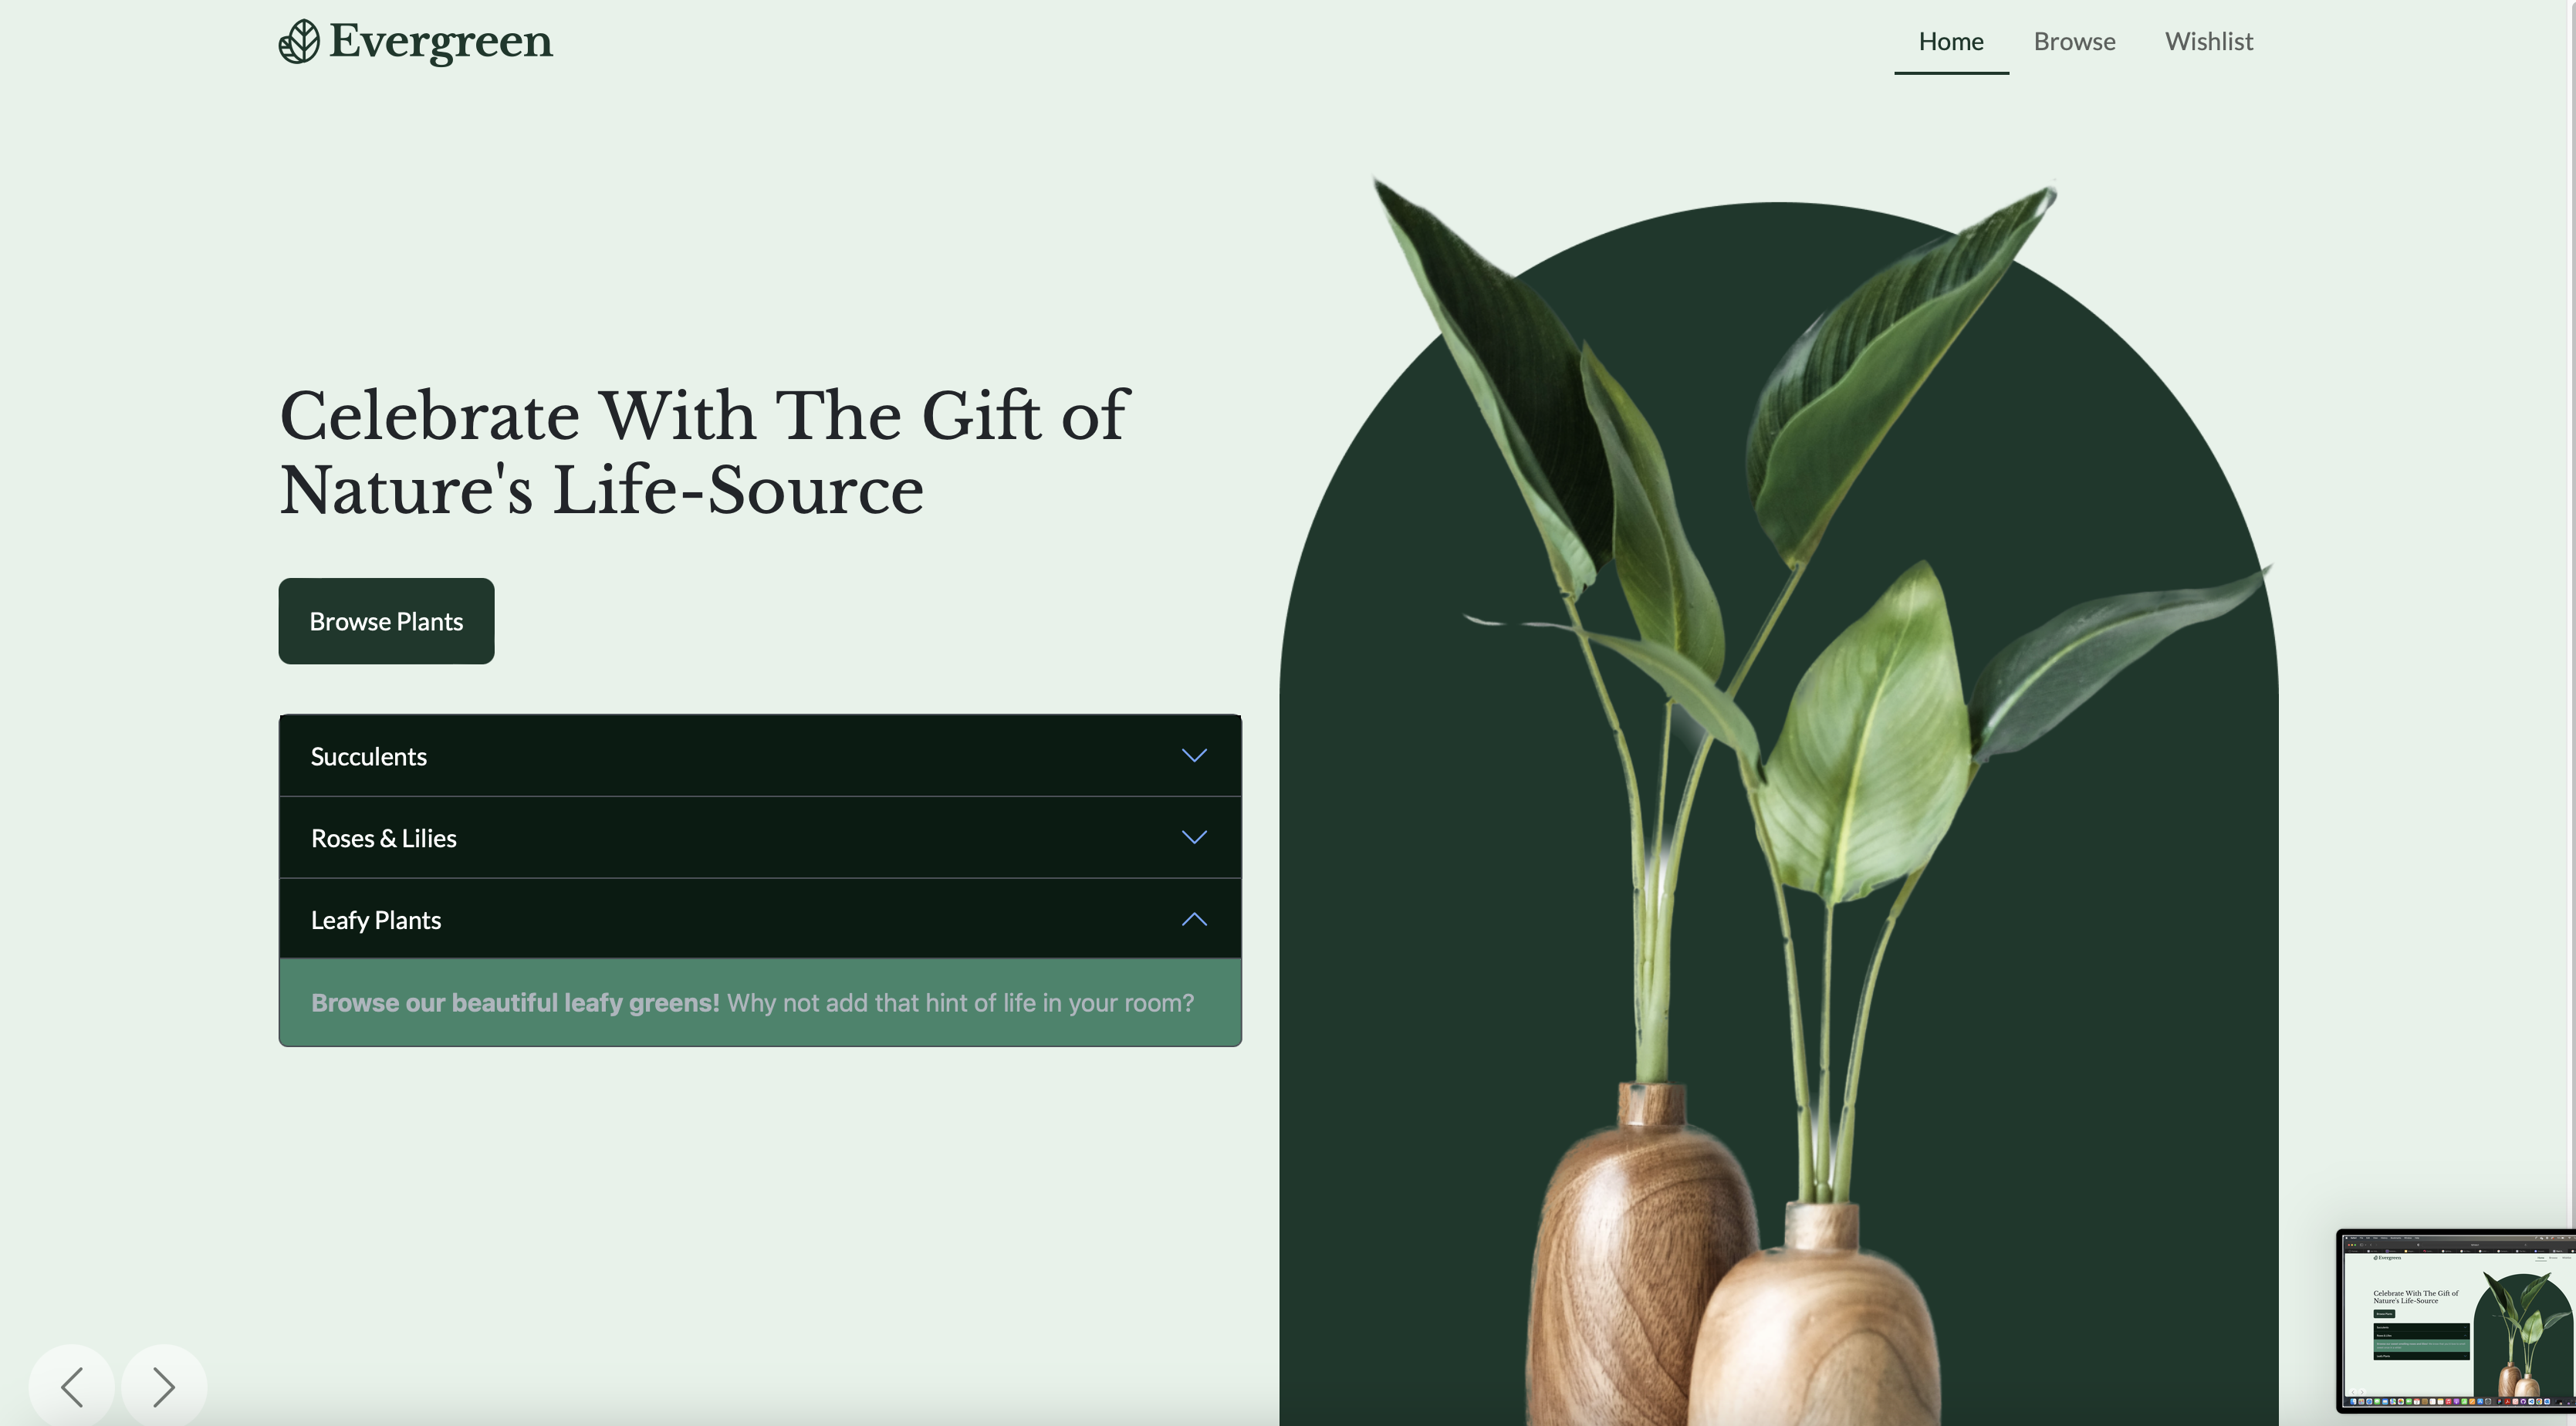 Evergreen
Home Browse Wishlist
Celebrate With The Gift of
Nature's Life-Source
Browse Plants
Succulents
Roses & Lilies
Leafy Plants
Browse our beautiful leafy greens! Why not add that hint of life in your room?
Evergreen
Celebrate With The Gift of
Nature's Life-Source